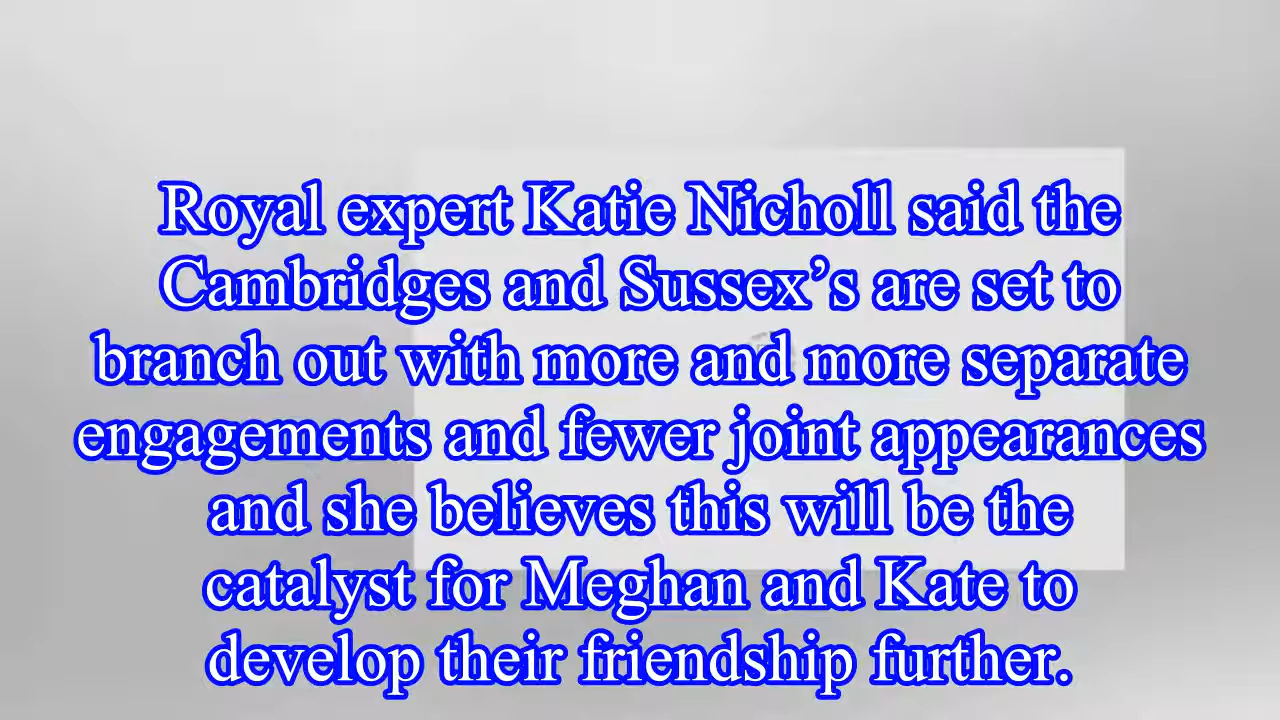 Royal expert Katie Nicholl said the
Cambridges and Sussex’s are set to
branch out with more and more separate
engagements and fewer joint appearances
and she believes this will be the
catalyst for Meghan and Kate to
develop their friendship further.